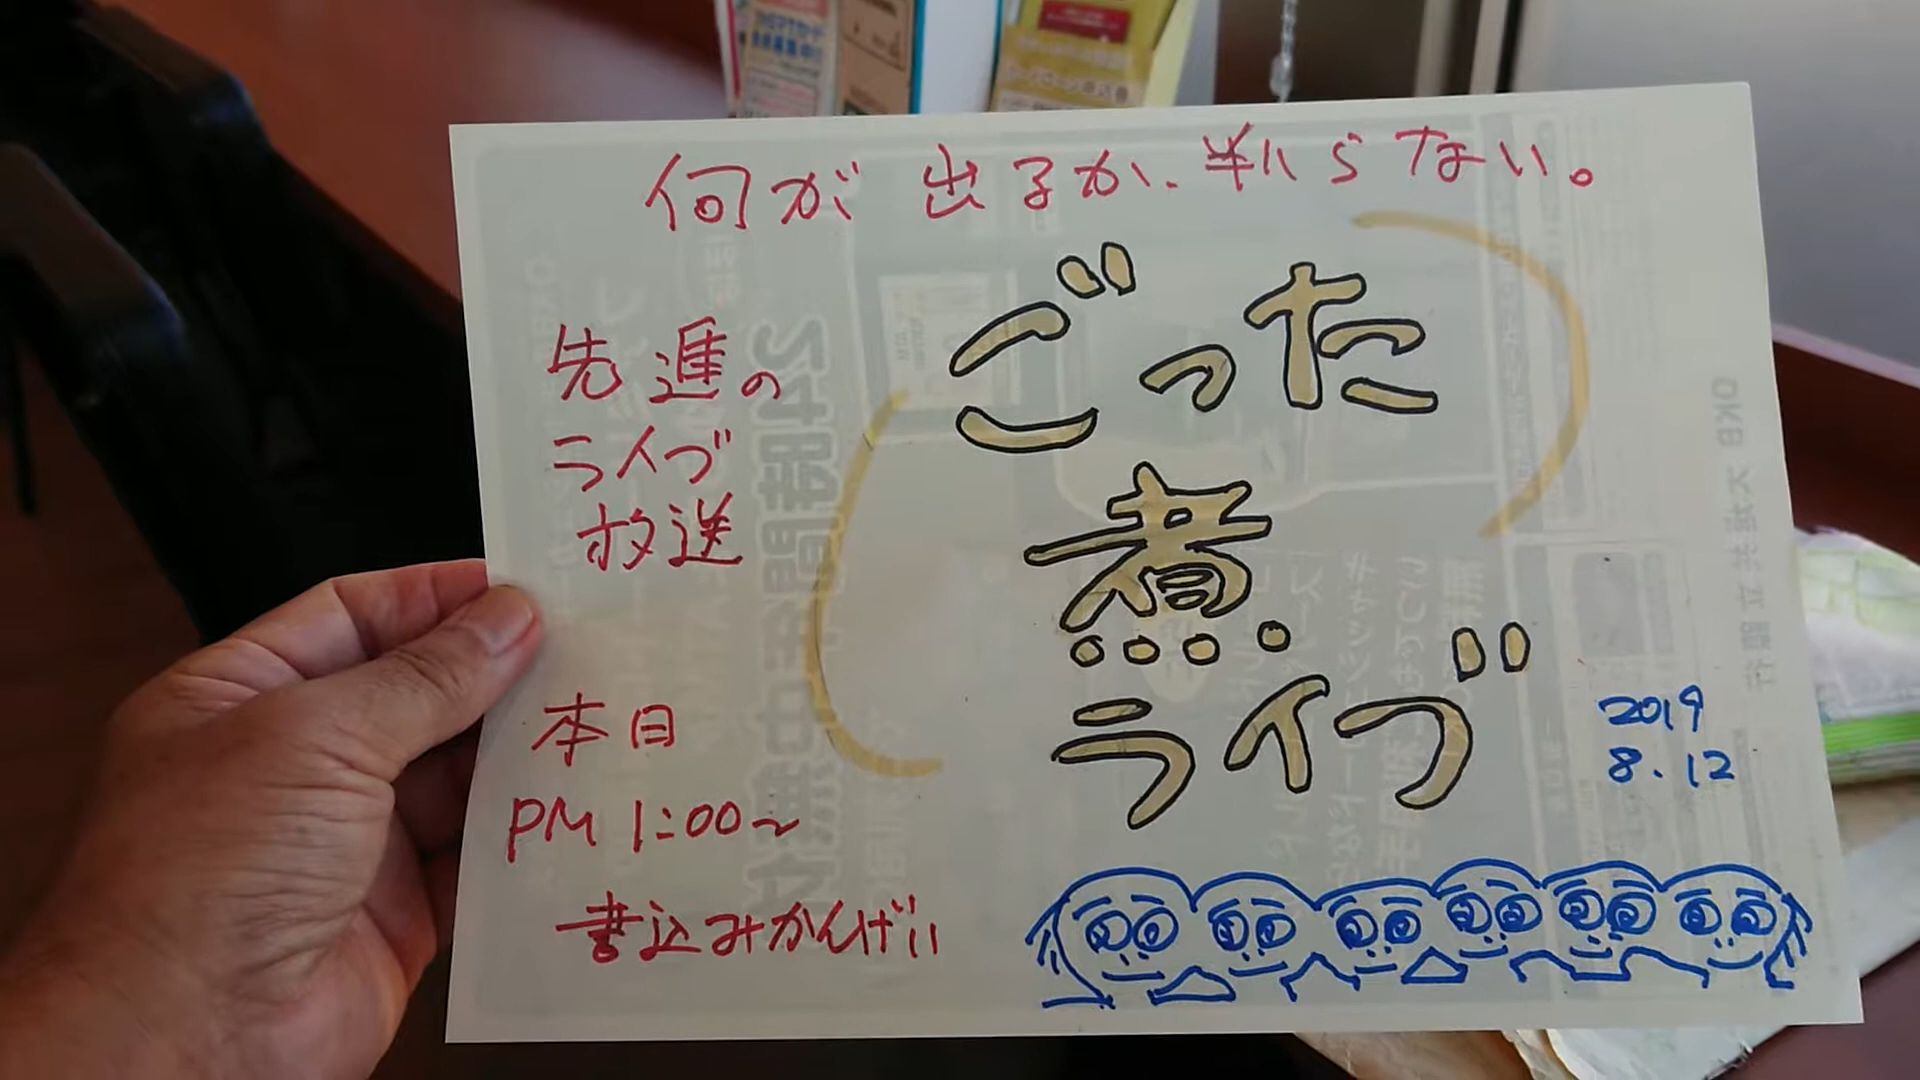 何が出るか、判らない。
ごった
煮
ライブ
先進の
ライブ
放送
本日
PM 1:00〜
書込みかんげい
2019
8.12